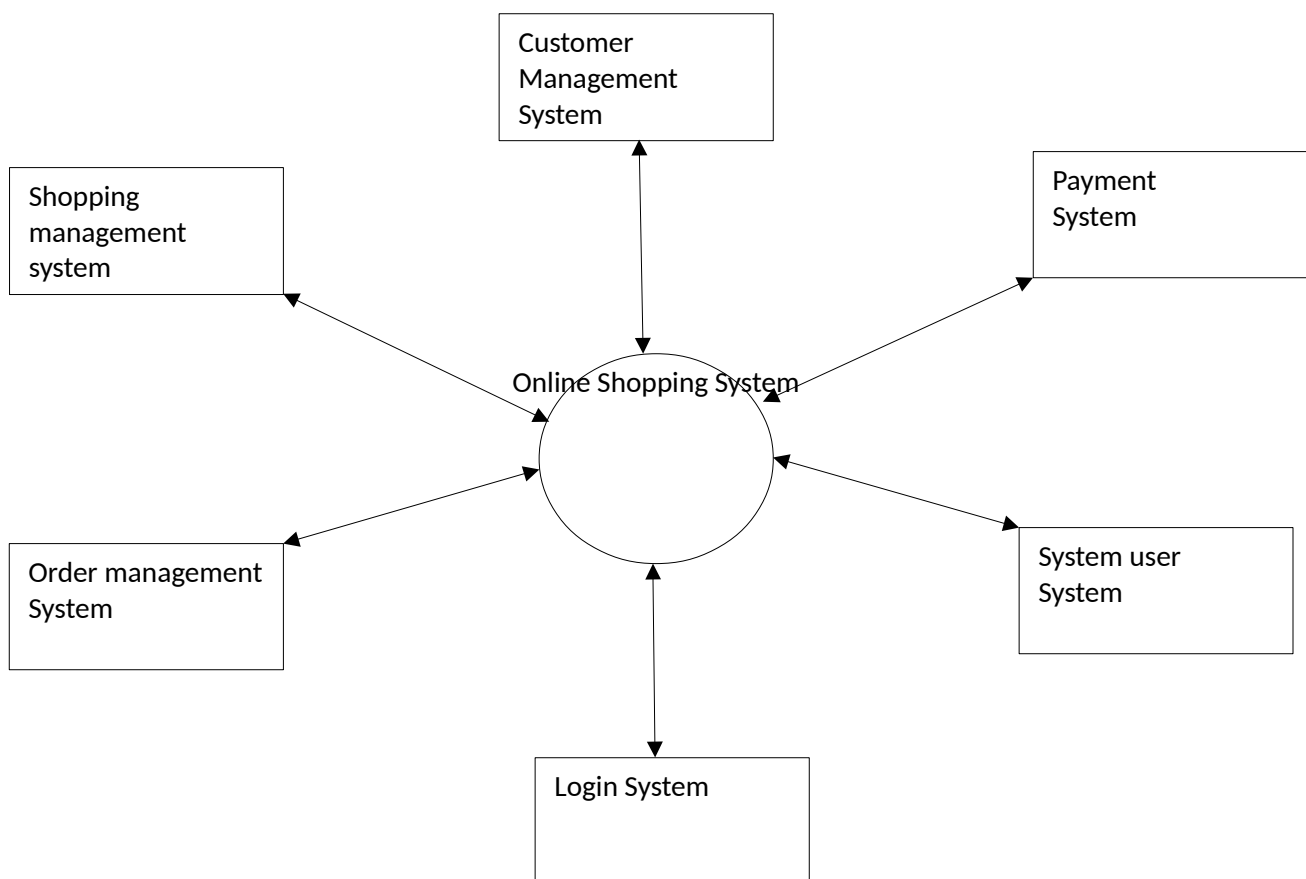 Customer
Management
System
Payment
System
Shopping
management
system
Online Shopping System
System user
System
Order management
System
Login System